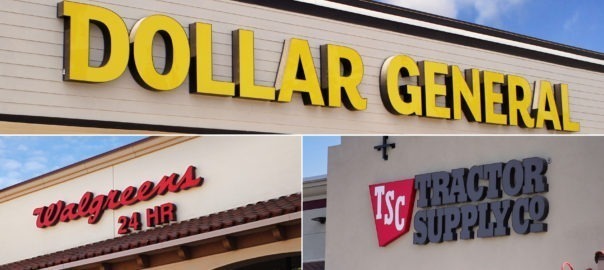 DOLLAR GENERAL
Walgreens
24 HR
TSC
TRACTOR
SUPPLY CO